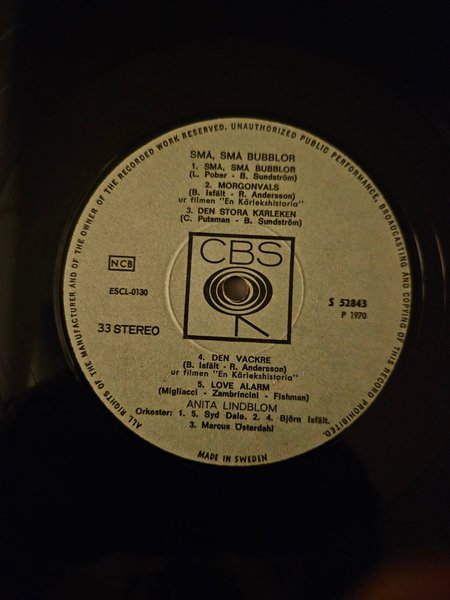 ALL RIGHTS OF THE MANUFACTURER AND OF THE OWNER OF THE RECORDED WORK RESERVED. UNAUTHORIZED PUBLIC PERFORMANCE, BROADCASTING AND COPYING OF THIS RECORD PROHIBITED.
SMÅ, SMÅ BUBBLOR
1. SMÅ, SMÅ BUBBLOR
(L. Pober - B. Sundström)
2. MORGONVALS
(B. Isfält - R. Andersson)
ur filmen "En Kärlekshistoria"
3. DEN STORA KÄRLEKEN
(C. Putsman - B. Sundström)
CBS
NCB
ESCL-0130
S 52843
P 1970
33 STEREO
4. DEN VACKRE
(B. Isfält - R. Andersson)
ur filmen "En Kärlekshistoria"
5. LOVE ALARM
(Migliacci - Zambrincini - Fishman)
ANITA LINDBLOM
Orkester: 1. 5. Syd Dale. 2. 4. Björn Isfält.
3. Marcus Österdahl
MADE IN SWEDEN